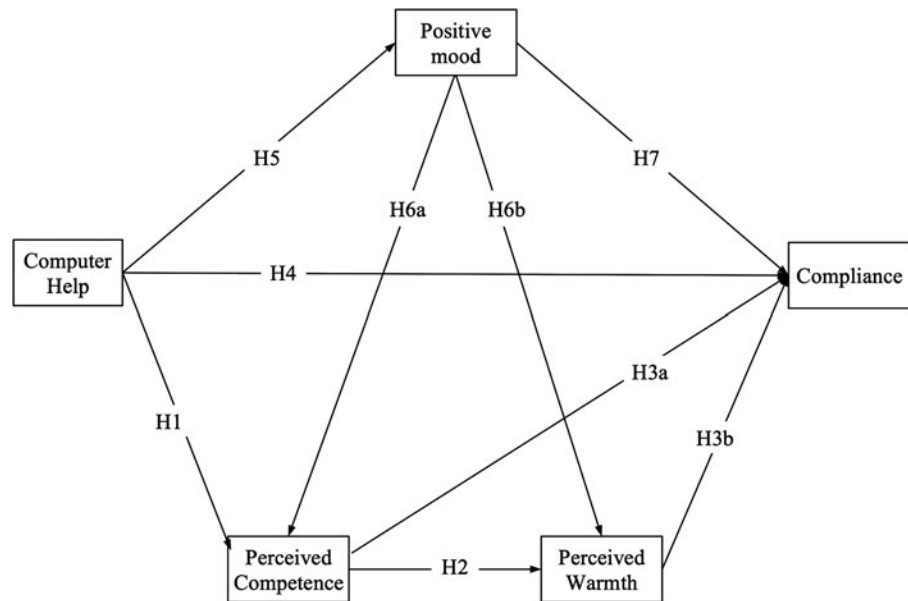 Positive
mood
H5
H7
H6a
H6b
Computer
Help
H4
Compliance
H3a
H1
H3b
Perceived
Competence
H2
Perceived
Warmth